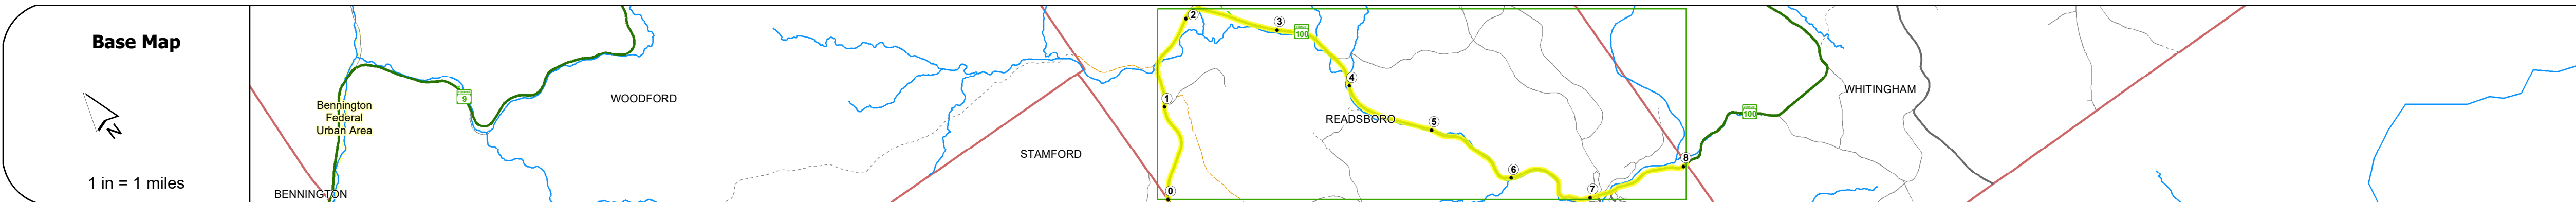 Base Map
N
1 in = 1 miles
Bennington
Federal
Urban Area
BENNINGTON
9
WOODFORD
STAMFORD
0
1
2
3
100
4
READSBORO
5
6
7
8
100
WHITINGHAM